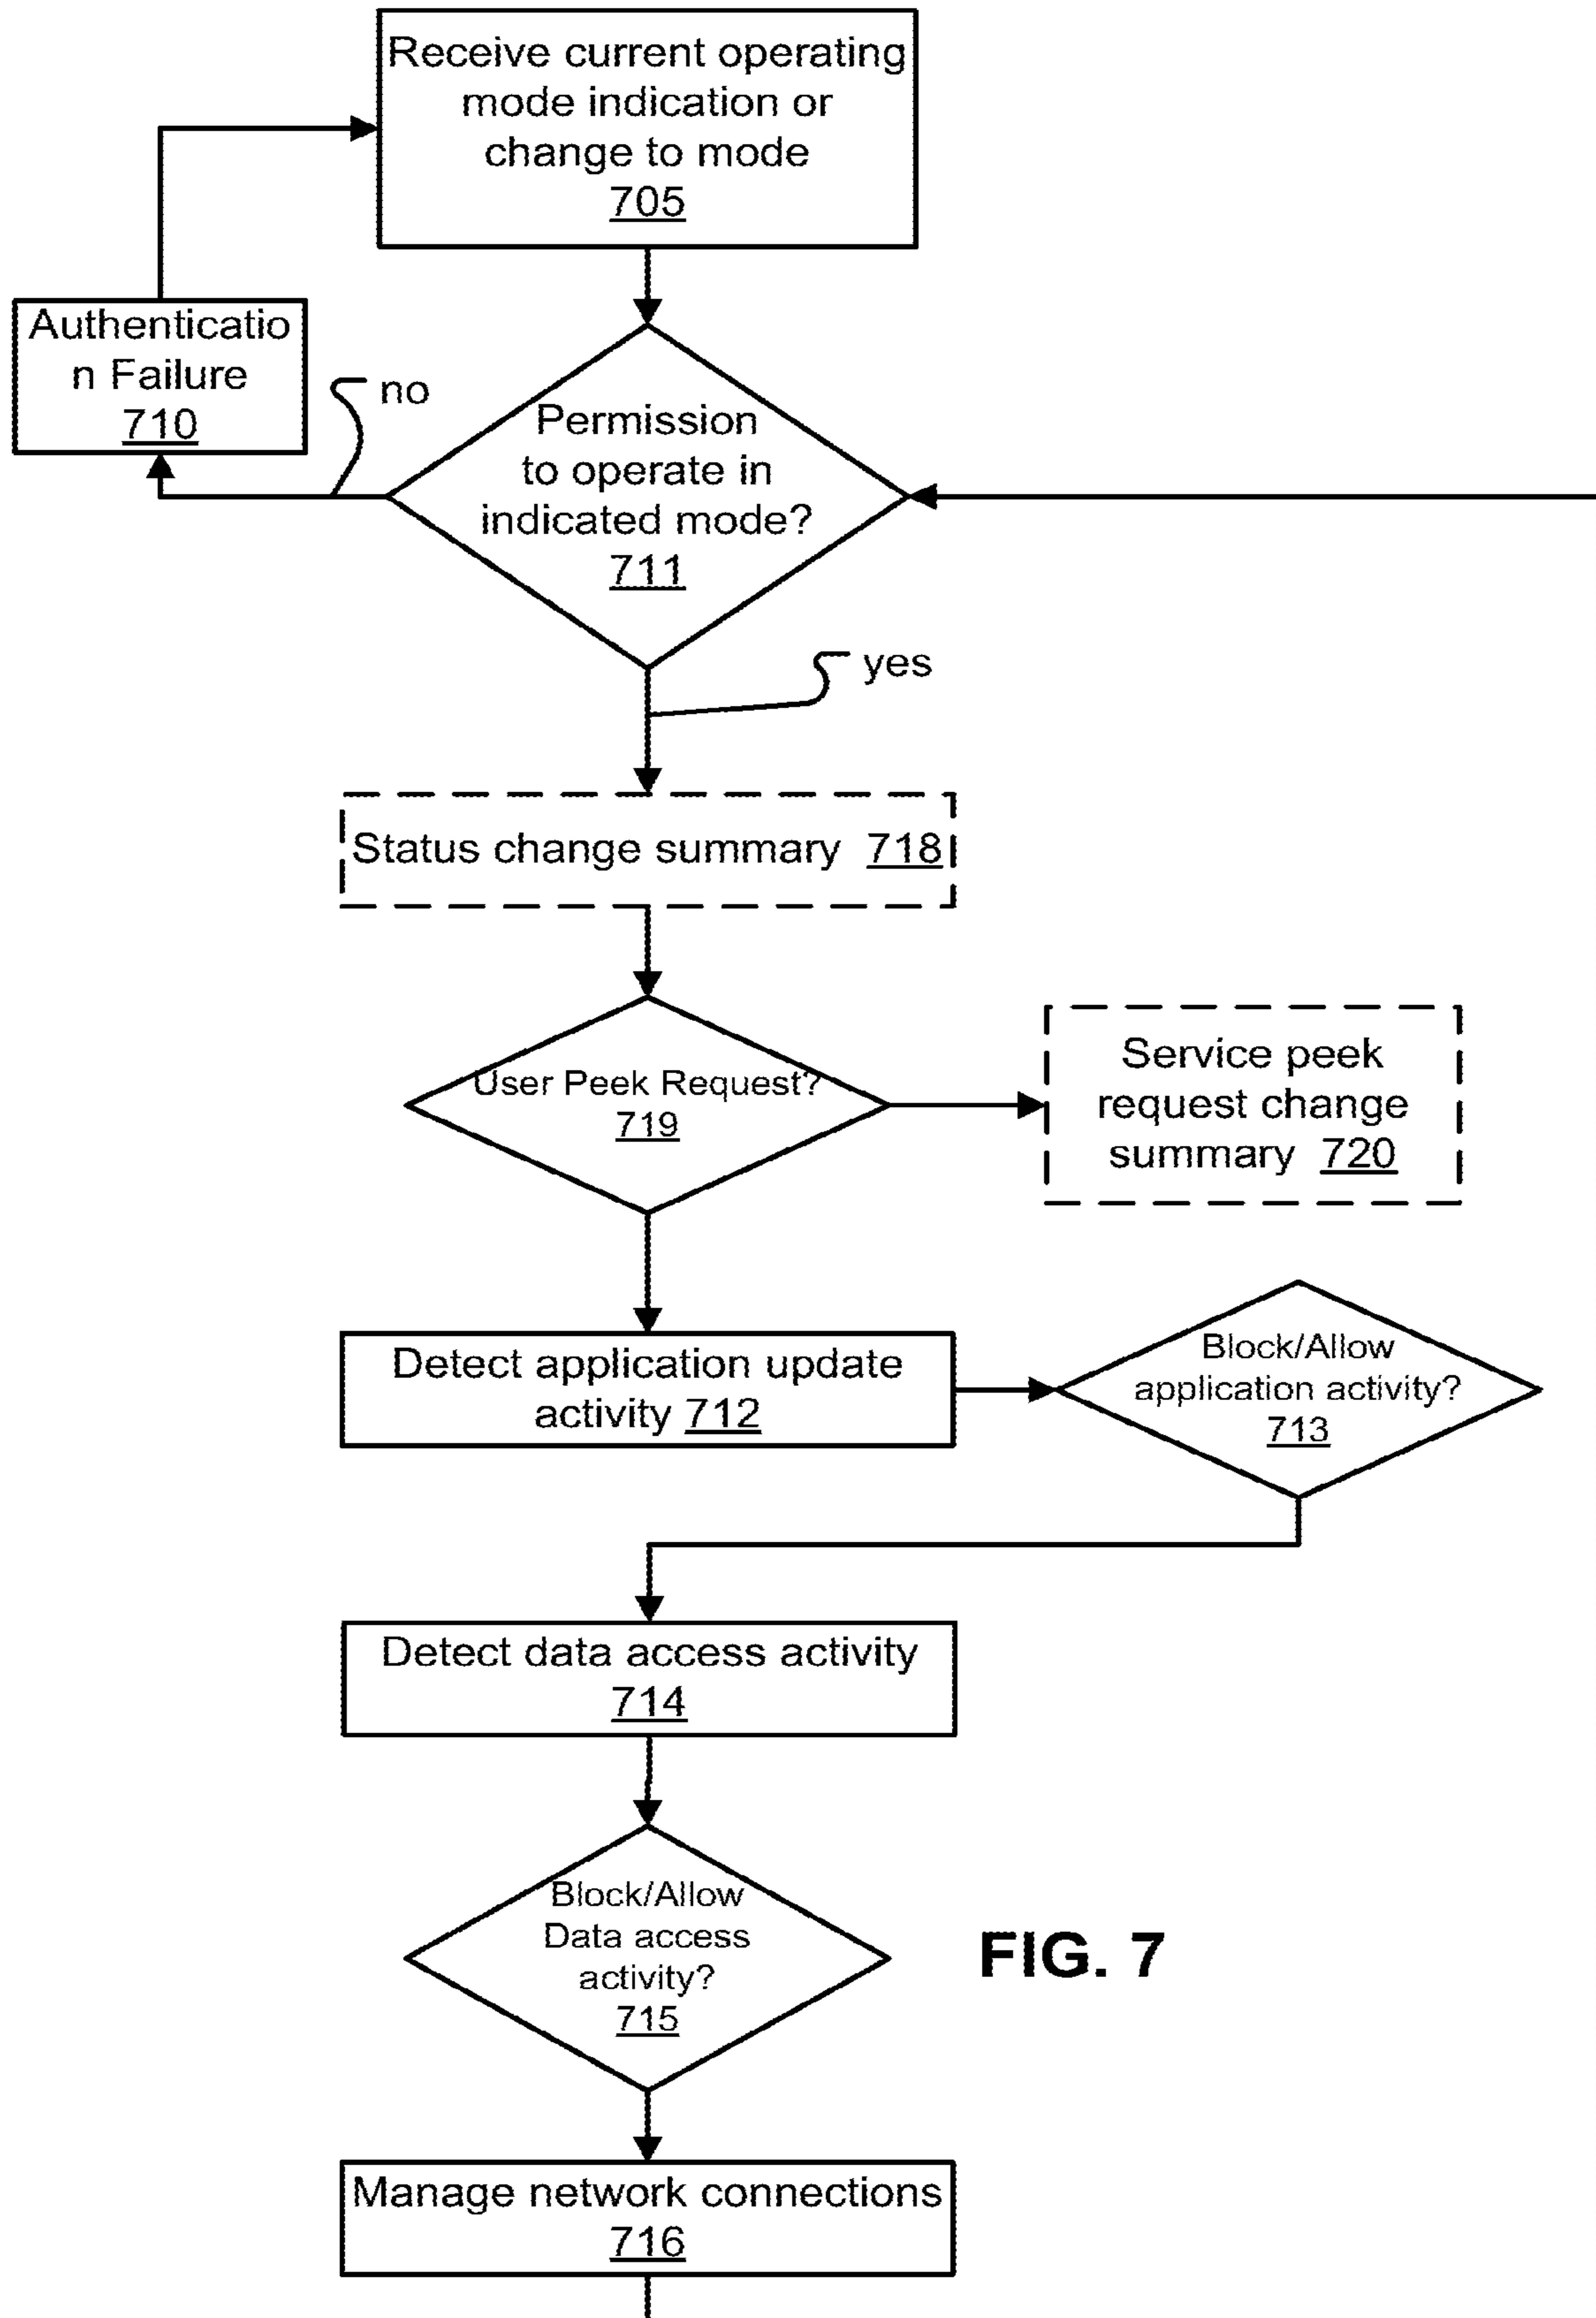 Receive current operating
mode indication or
change to mode
705
Authenticatio
n Failure
710
no
Permission
to operate in
indicated mode?
711
yes
Status change summary 718
User Peek Request?
719
Service peek
request change
summary 720
Detect application update
activity 712
Block/Allow
application activity?
713
Detect data access activity
714
Block/Allow
Data access
activity?
715
FIG. 7
Manage network connections
716